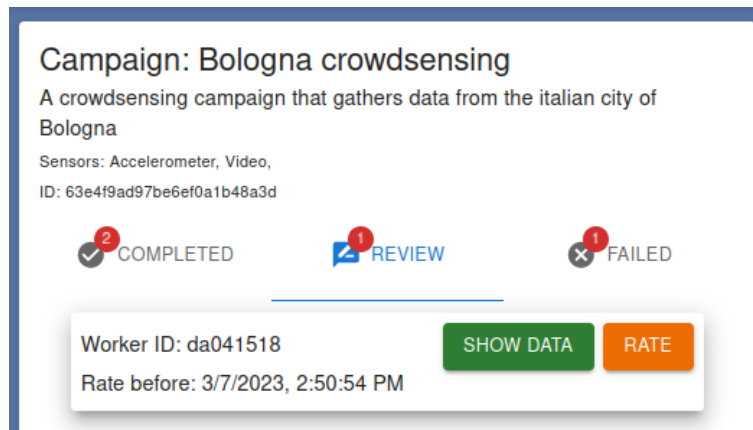 Campaign: Bologna crowdsensing
A crowdsensing campaign that gathers data from the italian city of
Bologna
Sensors: Accelerometer, Video,
ID: 63e4f9ad97be6ef0a1b48a3d
2 COMPLETED 1 REVIEW 1 FAILED
Worker ID: da041518 SHOW DATA RATE
Rate before: 3/7/2023, 2:50:54 PM